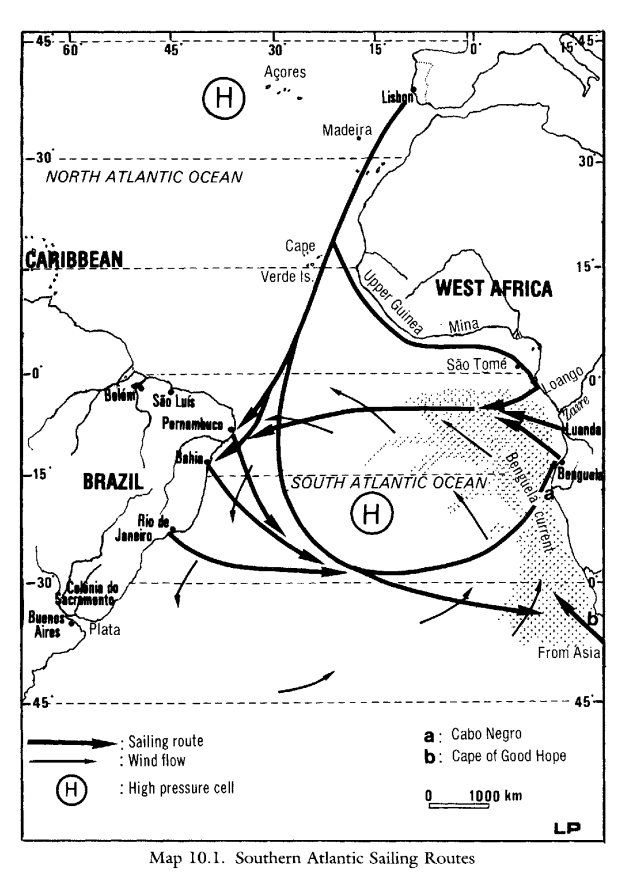 45°
60°
45°
30°
15°
0°
15°
45°
Açores
H
Lisbon
Madeira
30°
30°
NORTH ATLANTIC OCEAN
Cape
Verde Is.
CARIBBEAN
15°
Upper Guinea
WEST AFRICA
Mina
São Tomé
Loango
0°
0°
Zaire
Belém
São Luís
Pernambuco
Luanda
Bahia
Benguela
BRAZIL
15°
SOUTH ATLANTIC OCEAN
Benguela current
a
H
Rio de
Janeiro
30°
0°
Colónia do
Sacramento
Buenos
Aires
Plata
b
From Asia
45°
45°
: Sailing route
: Wind flow
H : High pressure cell
a : Cabo Negro
b : Cape of Good Hope
0 1000 km
LP
Map 10.1. Southern Atlantic Sailing Routes